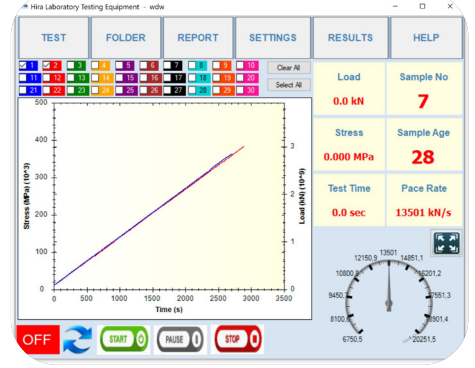 Hira Laboratory Testing Equipment - wdw
TEST FOLDER REPORT SETTINGS RESULTS HELP
1 2 3 4 5 6 7 8 9 10 Clear All
11 12 13 14 15 16 17 18 19 20
21 22 23 24 25 26 27 28 29 30 Select All
Load
0.0 kN
Sample No
7
Stress
0.000 MPa
Sample Age
28
Test Time
0.0 sec
Pace Rate
13501 kN/s
Stress (MPa) (10^3)
500
400
300
200
100
0
Load (kN) (10^9)
3
2
1
0
0 500 1000 1500 2000 2500 3000 3500
Time (s)
13501
12150,9 14851,1
10800,8 16201,2
9450,7 17551,3
8100,6 18901,4
6750,5 20251,5
OFF START PAUSE STOP